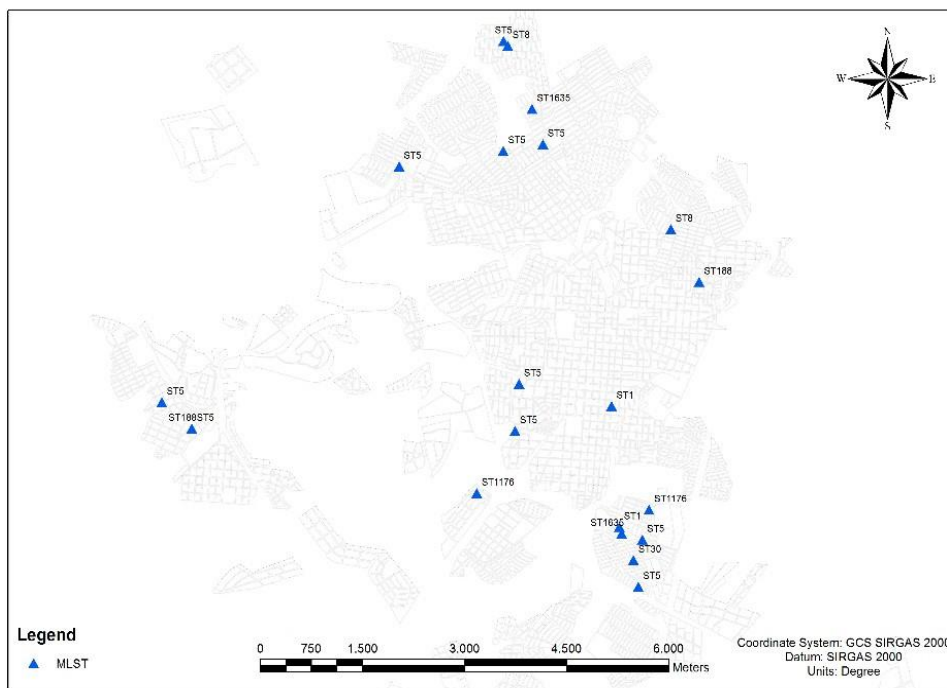 ST5
ST8
N
W E
S
ST1635
ST5
ST5
ST5
ST8
ST188
ST5
ST1
ST5
ST188ST5
ST5
ST1176
ST1176
ST1
ST1635
ST5
ST30
ST5
Legend
MLST
0 750 1.500 3.000 4.500 6.000
Meters
Coordinate System: GCS SIRGAS 2000
Datum: SIRGAS 2000
Units: Degree